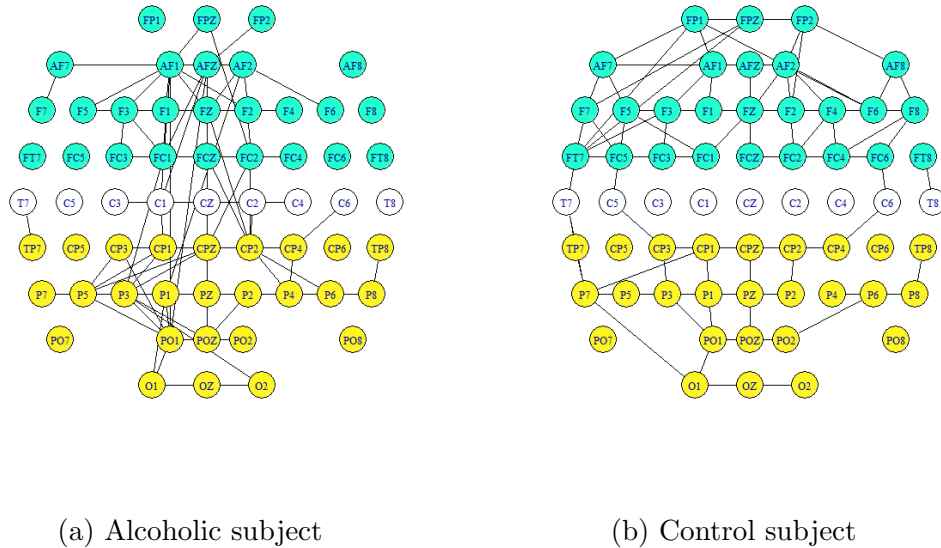 FP1 FPZ FP2 FP1 FPZ FP2
AF7 AF1 AFZ AF2 AF8 AF7 AF1 AFZ AF2 AF8
F7 F5 F3 F1 FZ F2 F4 F6 F8 F7 F5 F3 F1 FZ F2 F4 F6 F8
FT7 FC5 FC3 FC1 FCZ FC2 FC4 FC6 FT8 FT7 FC5 FC3 FC1 FCZ FC2 FC4 FC6 FT8
T7 C5 C3 C1 CZ C2 C4 C6 T8 T7 C5 C3 C1 CZ C2 C4 C6 T8
TP7 CP5 CP3 CP1 CPZ CP2 CP4 CP6 TP8 TP7 CP5 CP3 CP1 CPZ CP2 CP4 CP6 TP8
P7 P5 P3 P1 PZ P2 P4 P6 P8 P7 P5 P3 P1 PZ P2 P4 P6 P8
PO7 PO1 POZ PO2 PO8 PO7 PO1 POZ PO2 PO8
O1 OZ O2 O1 OZ O2
(a) Alcoholic subject (b) Control subject